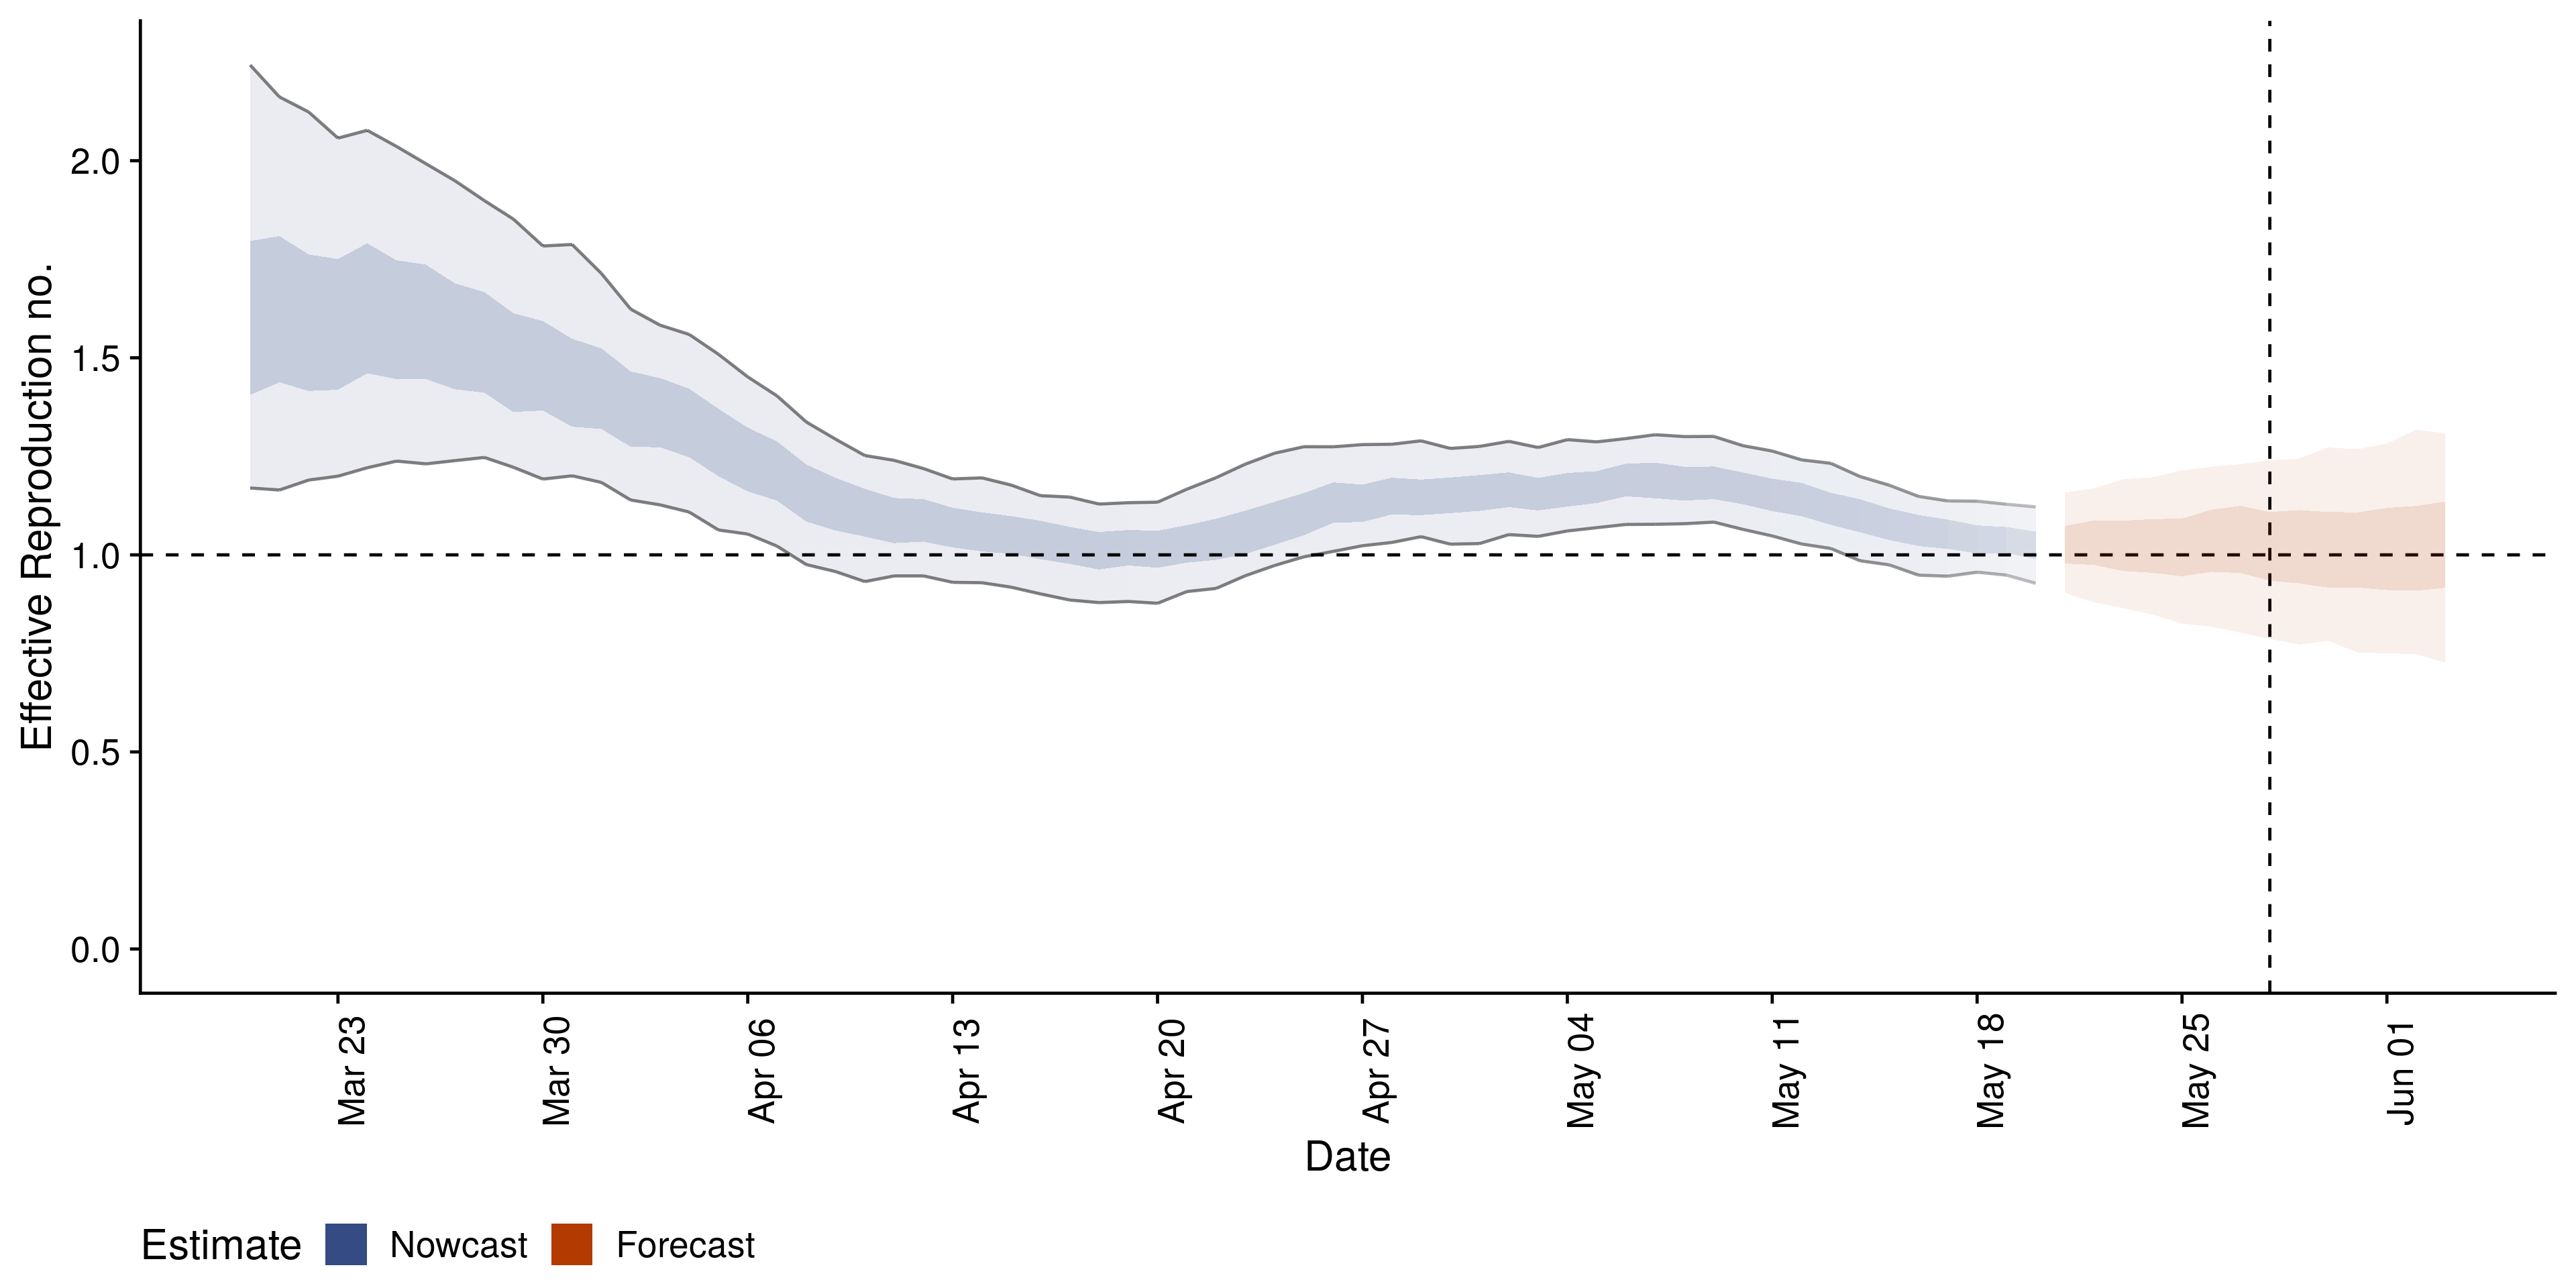 Effective Reproduction no.
2.0
1.5
1.0
0.5
0.0
Mar 23
Mar 30
Apr 06
Apr 13
Apr 20
Apr 27
May 04
May 11
May 18
May 25
Jun 01
Date
Estimate Nowcast Forecast